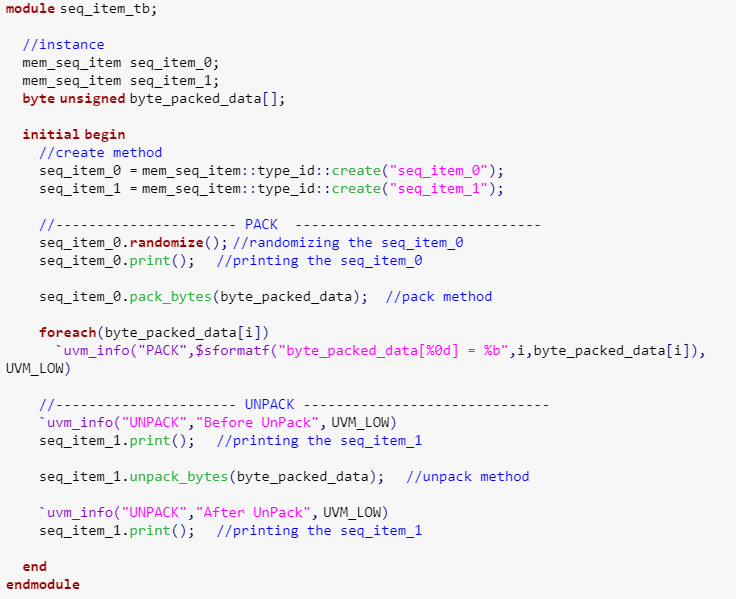 module seq_item_tb;
//instance
mem_seq_item seq_item_0;
mem_seq_item seq_item_1;
byte unsigned byte_packed_data[];
initial begin
//create method
seq_item_0 = mem_seq_item::type_id::create("seq_item_0");
seq_item_1 = mem_seq_item::type_id::create("seq_item_1");
//---------------------- PACK  ------------------------------
seq_item_0.randomize(); //randomizing the seq_item_0
seq_item_0.print();   //printing the seq_item_0
seq_item_0.pack_bytes(byte_packed_data);  //pack method
foreach(byte_packed_data[i])
`uvm_info("PACK",$sformatf("byte_packed_data[%0d] = %b",i,byte_packed_data[i]),
UVM_LOW)
//---------------------- UNPACK ------------------------------
`uvm_info("UNPACK","Before UnPack", UVM_LOW)
seq_item_1.print();   //printing the seq_item_1
seq_item_1.unpack_bytes(byte_packed_data);   //unpack method
`uvm_info("UNPACK","After UnPack", UVM_LOW)
seq_item_1.print();   //printing the seq_item_1
end
endmodule